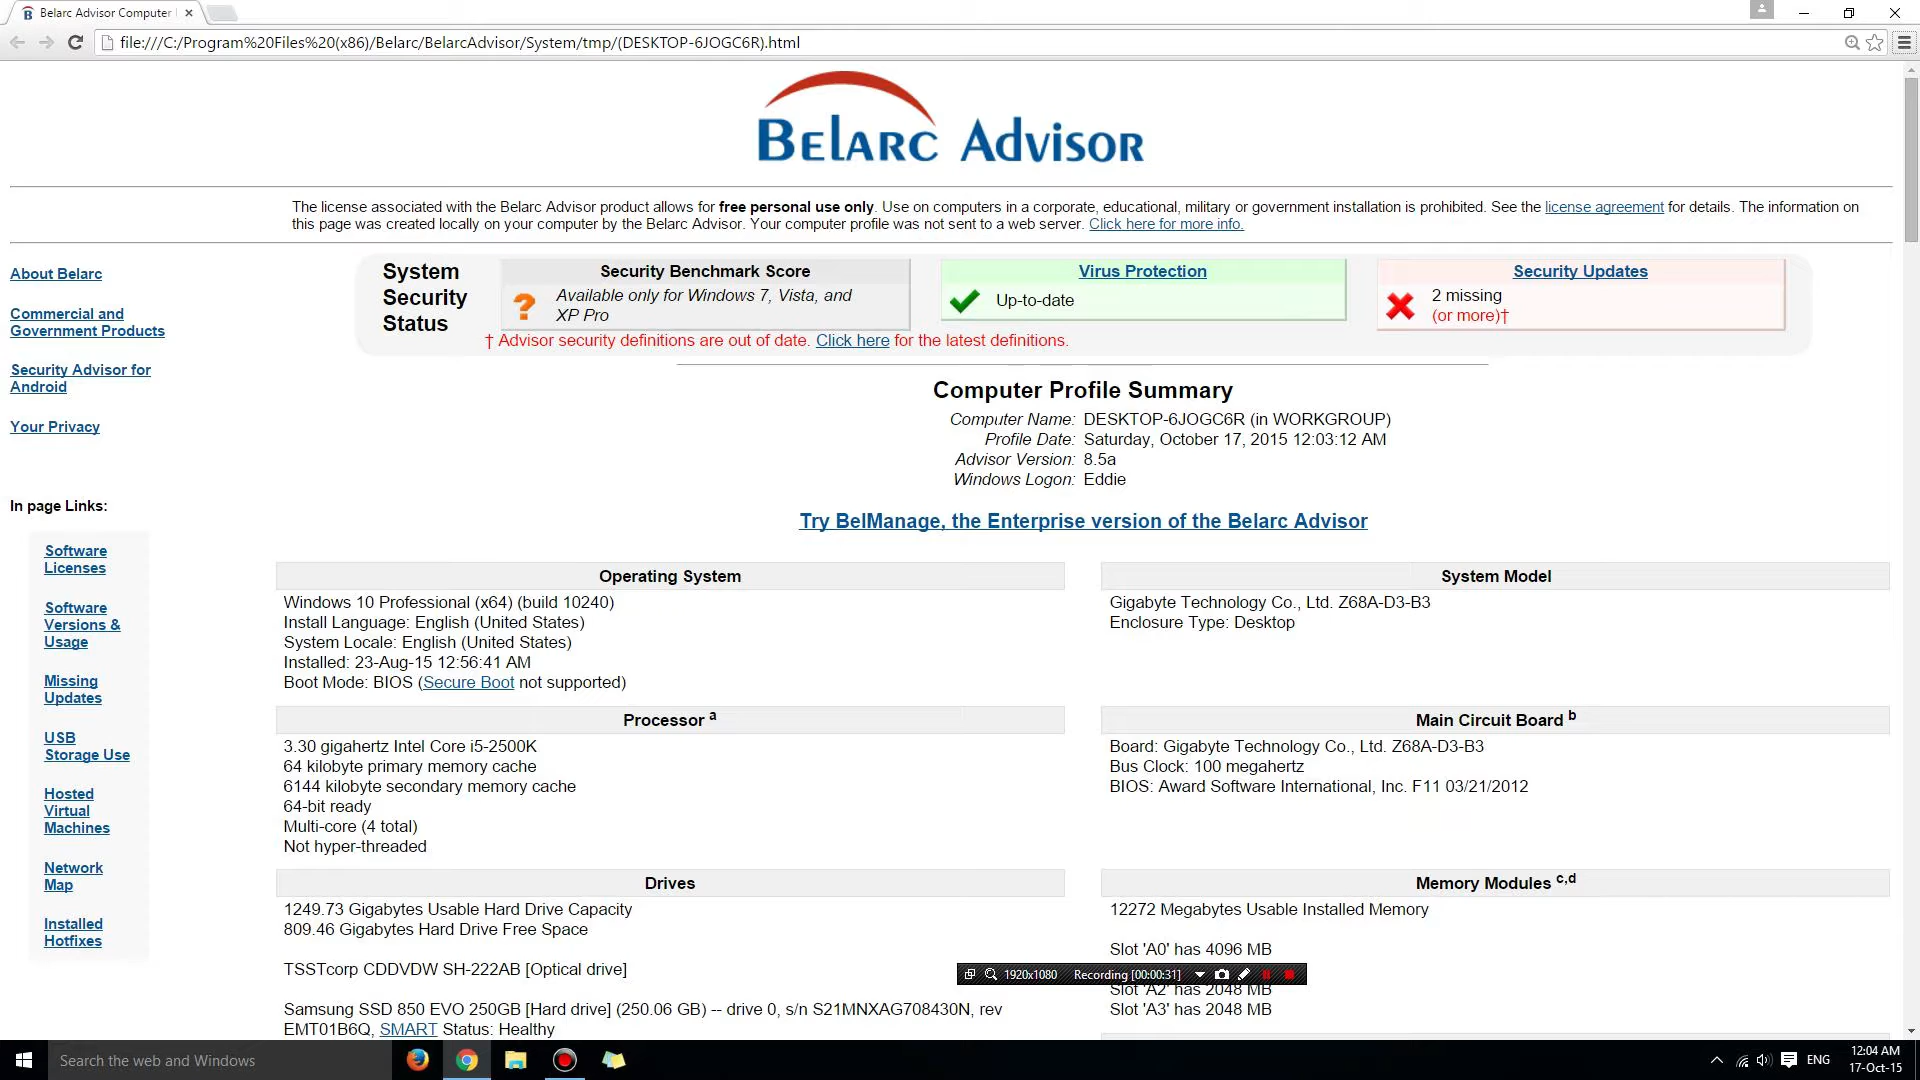 Belarc Advisor Computer
file:///C:/Program%20Files%20(x86)/Belarc/BelarcAdvisor/System/tmp/(DESKTOP-6JOGC6R).html
BELARC ADVISOR
The license associated with the Belarc Advisor product allows for free personal use only. Use on computers in a corporate, educational, military or government installation is prohibited. See the license agreement for details. The information on
this page was created locally on your computer by the Belarc Advisor. Your computer profile was not sent to a web server. Click here for more info.
About Belarc
Commercial and
Government Products
Security Advisor for
Android
Your Privacy
In page Links:
Software
Licenses
Software
Versions &
Usage
Missing
Updates
USB
Storage Use
Hosted
Virtual
Machines
Network
Map
Installed
Hotfixes
System
Security
Status
Security Benchmark Score
Available only for Windows 7, Vista, and
XP Pro
Virus Protection
Up-to-date
Security Updates
2 missing
(or more)†
† Advisor security definitions are out of date. Click here for the latest definitions.
Computer Profile Summary
Computer Name: DESKTOP-6JOGC6R (in WORKGROUP)
Profile Date: Saturday, October 17, 2015 12:03:12 AM
Advisor Version: 8.5a
Windows Logon: Eddie
Try BelManage, the Enterprise version of the Belarc Advisor
Operating System
Windows 10 Professional (x64) (build 10240)
Install Language: English (United States)
System Locale: English (United States)
Installed: 23-Aug-15 12:56:41 AM
Boot Mode: BIOS (Secure Boot not supported)
System Model
Gigabyte Technology Co., Ltd. Z68A-D3-B3
Enclosure Type: Desktop
Processor a
3.30 gigahertz Intel Core i5-2500K
64 kilobyte primary memory cache
6144 kilobyte secondary memory cache
64-bit ready
Multi-core (4 total)
Not hyper-threaded
Main Circuit Board b
Board: Gigabyte Technology Co., Ltd. Z68A-D3-B3
Bus Clock: 100 megahertz
BIOS: Award Software International, Inc. F11 03/21/2012
Drives
1249.73 Gigabytes Usable Hard Drive Capacity
809.46 Gigabytes Hard Drive Free Space
TSSTcorp CDDVDW SH-222AB [Optical drive]
Samsung SSD 850 EVO 250GB [Hard drive] (250.06 GB) -- drive 0, s/n S21MNXAG708430N, rev
EMT01B6Q, SMART Status: Healthy
Memory Modules c,d
12272 Megabytes Usable Installed Memory
Slot 'A0' has 4096 MB
Slot 'A2' has 2048 MB
Slot 'A3' has 2048 MB
1920x1080 Recording [00:00:31]
Search the web and Windows
ENG
12:04 AM
17-Oct-15